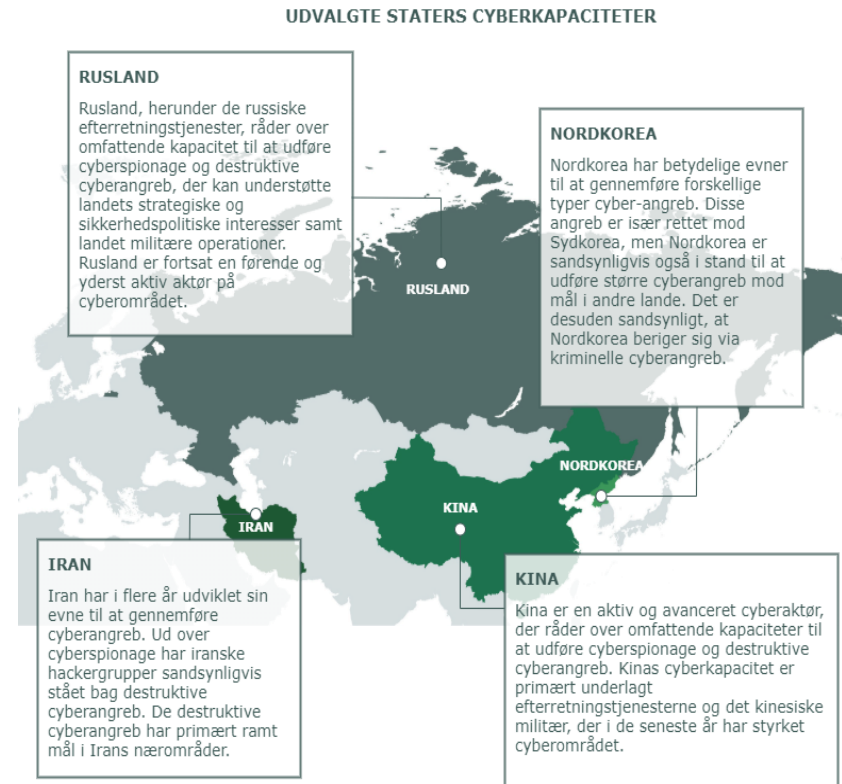 UDVALGTE STATERS CYBERKAPACITETER
RUSLAND
Rusland, herunder de russiske
efterretningstjenester, råder over
omfattende kapacitet til at udføre
cyberspionage og destruktive
cyberangreb, der kan understøtte
landets strategiske og
sikkerhedspolitiske interesser samt
landet militære operationer.
Rusland er fortsat en førende og
yderst aktiv aktør på
cyberområdet.
NORDKOREA
Nordkorea har betydelige evner
til at gennemføre forskellige
typer cyber-angreb. Disse
angreb er især rettet mod
Sydkorea, men Nordkorea er
sandsynligvis også i stand til at
udføre større cyberangreb mod
mål i andre lande. Det er
desuden sandsynligt, at
Nordkorea beriger sig via
kriminelle cyberangreb.
RUSLAND
NORDKOREA
KINA
IRAN
IRAN
Iran har i flere år udviklet sin
evne til at gennemføre
cyberangreb. Ud over
cyberspionage har iranske
hackergrupper sandsynligvis
stået bag destruktive
cyberangreb. De destruktive
cyberangreb har primært ramt
mål i Irans nærområder.
KINA
Kina er en aktiv og avanceret cyberaktør,
der råder over omfattende kapaciteter til
at udføre cyberspionage og destruktive
cyberangreb. Kinas cyberkapacitet er
primært underlagt
efterretningstjenesterne og det kinesiske
militær, der i de seneste år har styrket
cyberområdet.